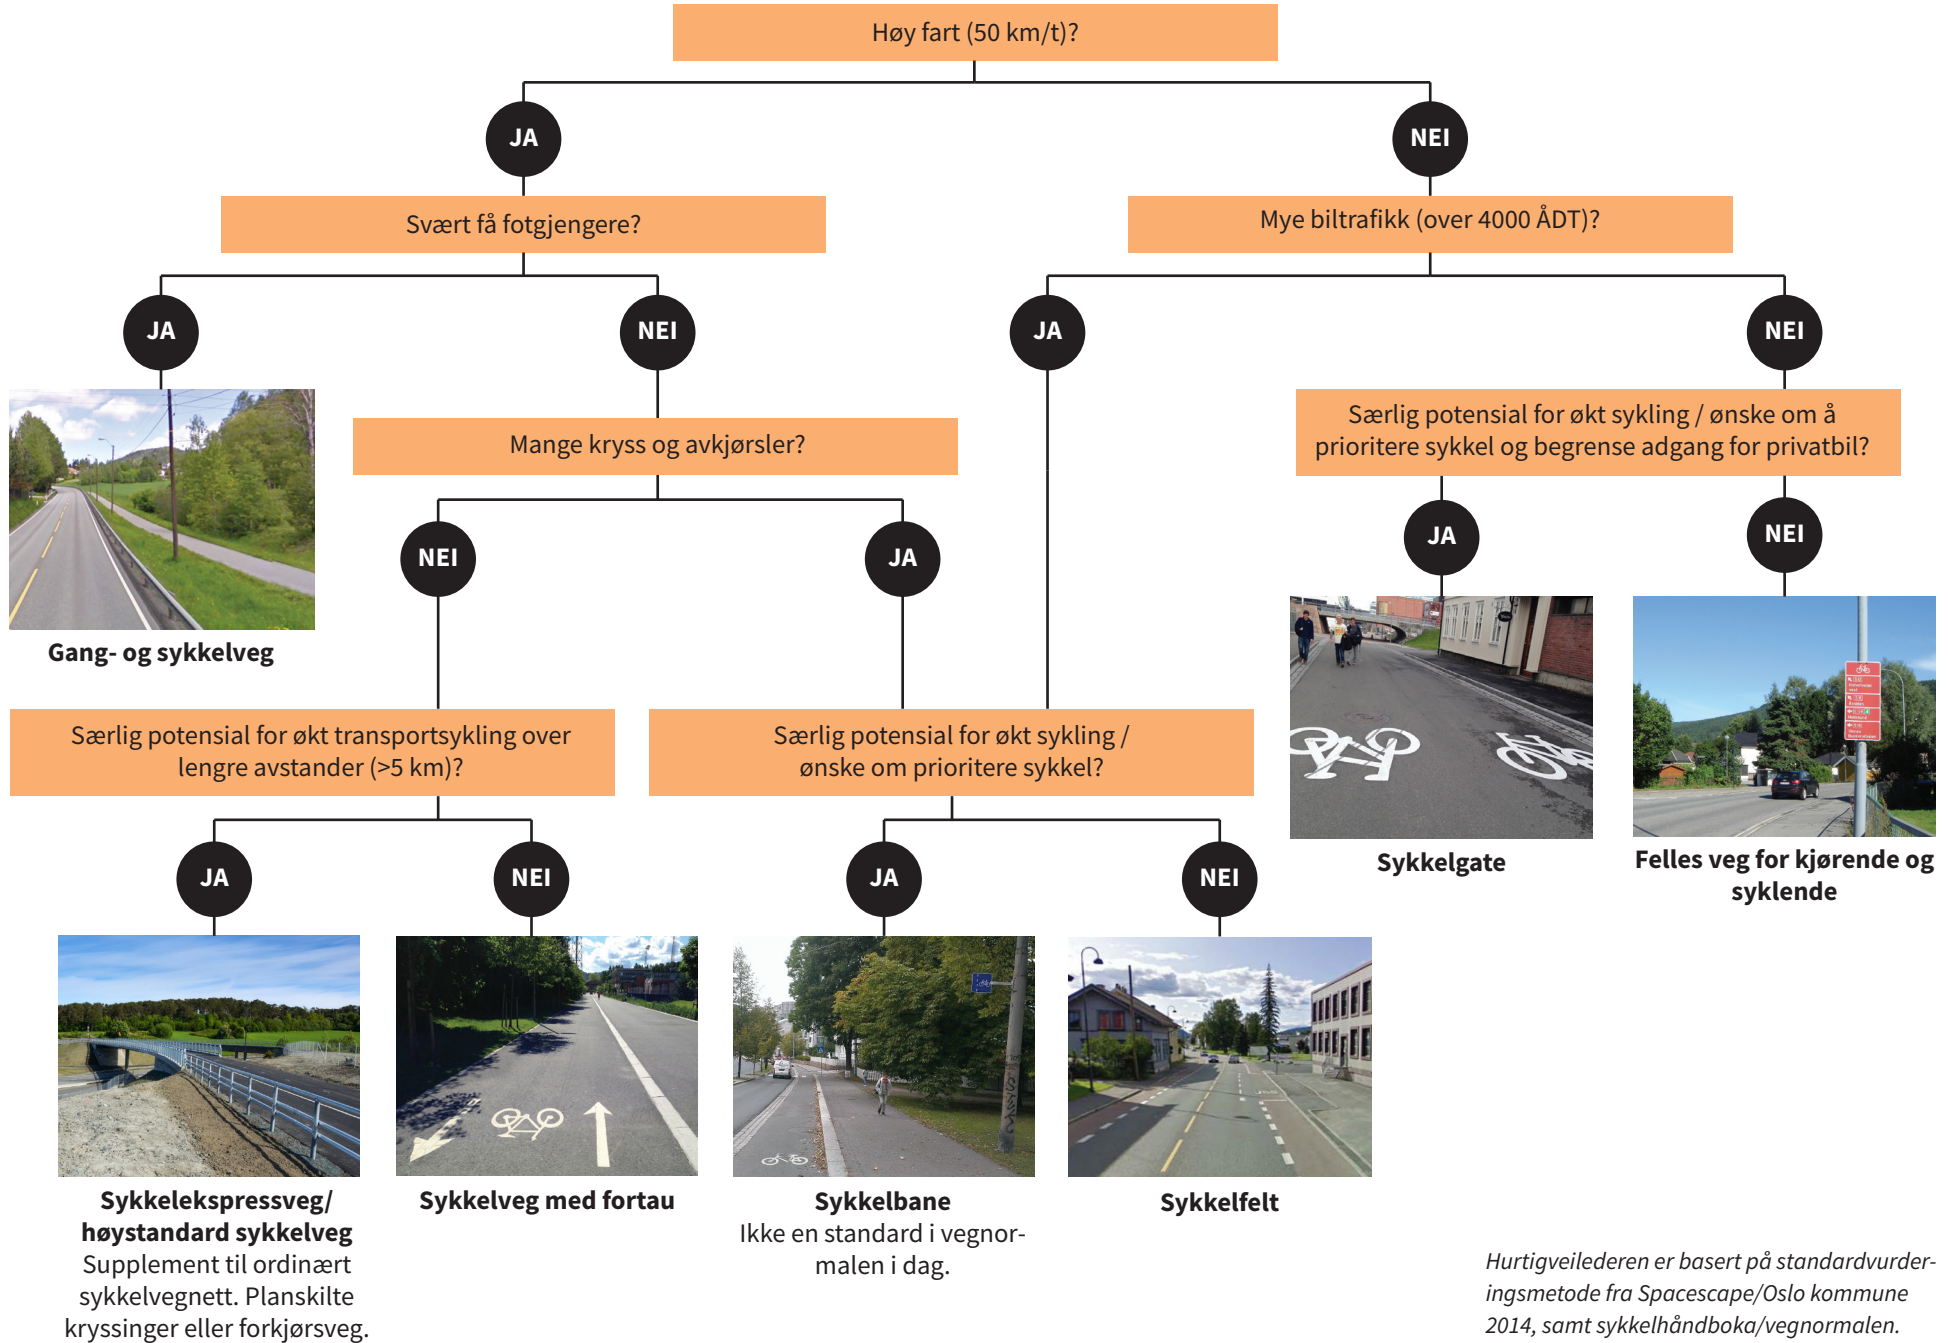 Høy fart (50 km/t)?
JA
NEI
Svært få fotgjengere?
Mye biltrafikk (over 4000 ÅDT)?
JA
NEI
JA
NEI
Mange kryss og avkjørsler?
Særlig potensial for økt sykling / ønske om å
prioritere sykkel og begrense adgang for privatbil?
NEI
JA
JA
NEI
Gang- og sykkelveg
Særlig potensial for økt transportsykling over
lengre avstander (>5 km)?
Særlig potensial for økt sykling /
ønske om prioritere sykkel?
Sykkelgate
Felles veg for kjørende og
syklende
JA
NEI
JA
NEI
Sykkelekspressveg/
høystandard sykkelveg
Supplement til ordinært
sykkelvegnett. Planskilte
kryssinger eller forkjørsveg.
Sykkelveg med fortau
Sykkelbane
Ikke en standard i vegnor-
malen i dag.
Sykkelfelt
Hurtigveilederen er basert på standardvurder-
ingsmetode fra Spacescape/Oslo kommune
2014, samt sykkelhåndboka/vegnormalen.